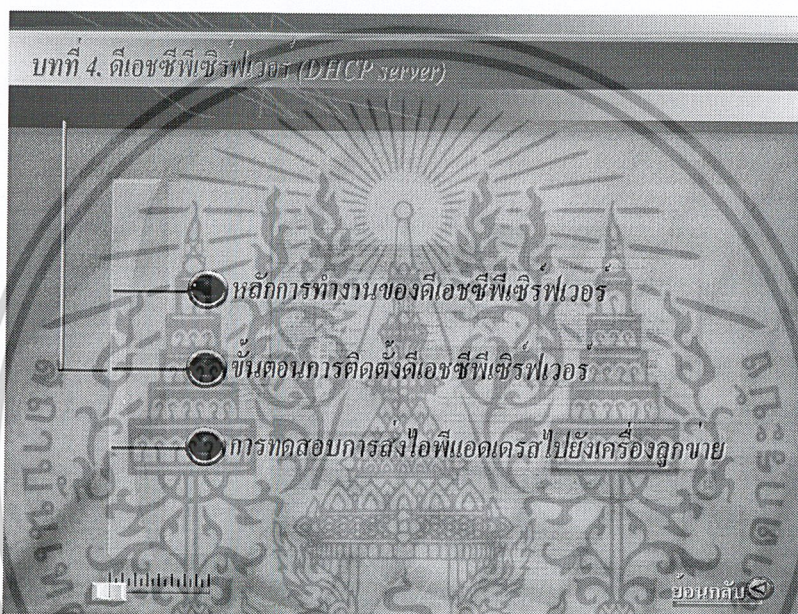 บทที่ 4. ดีเอชซีพีเซิร์ฟเวอร์ (DHCP server)
หลักการทำงานของดีเอชซีพีเซิร์ฟเวอร์
ขั้นตอนการติดตั้งดีเอชซีพีเซิร์ฟเวอร์
การทดสอบการส่งไอพีแอดเดรสไปยังเครื่องลูกข่าย
ย้อนกลับ